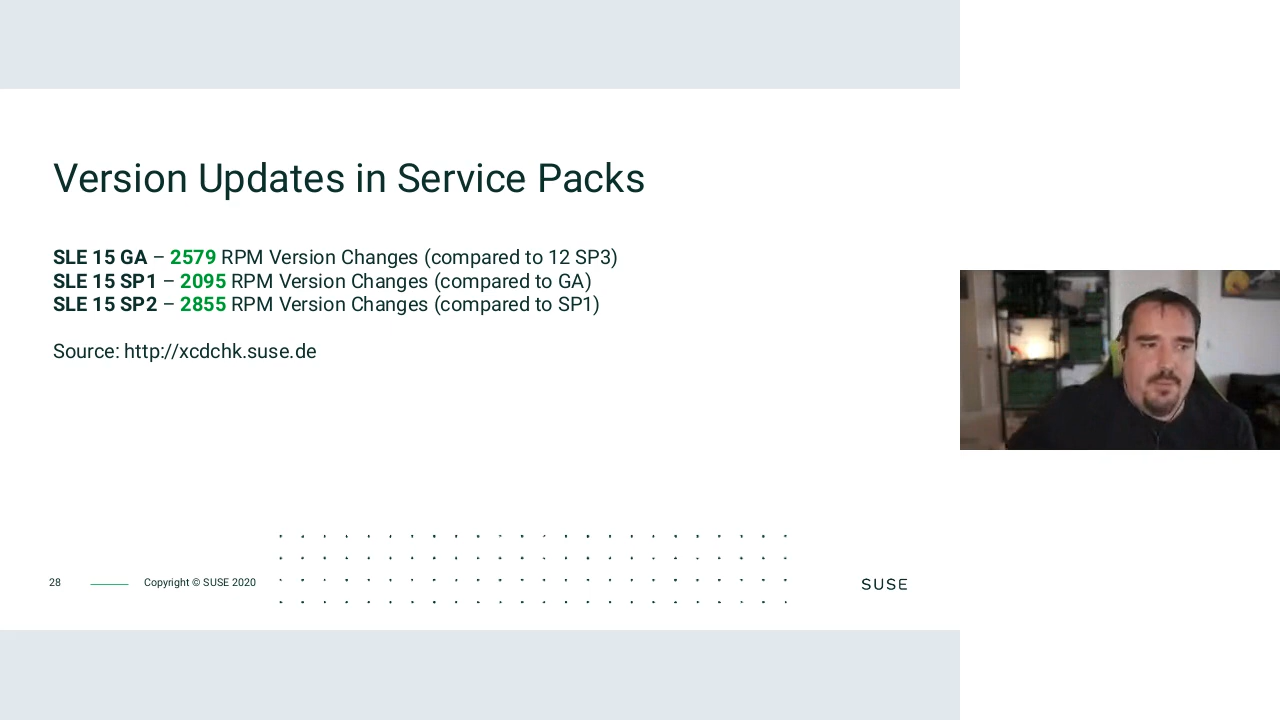 Version Updates in Service Packs
SLE 15 GA – 2579 RPM Version Changes (compared to 12 SP3)
SLE 15 SP1 – 2095 RPM Version Changes (compared to GA)
SLE 15 SP2 – 2855 RPM Version Changes (compared to SP1)
Source: http://xcdchk.suse.de
28
Copyright © SUSE 2020
SUSE